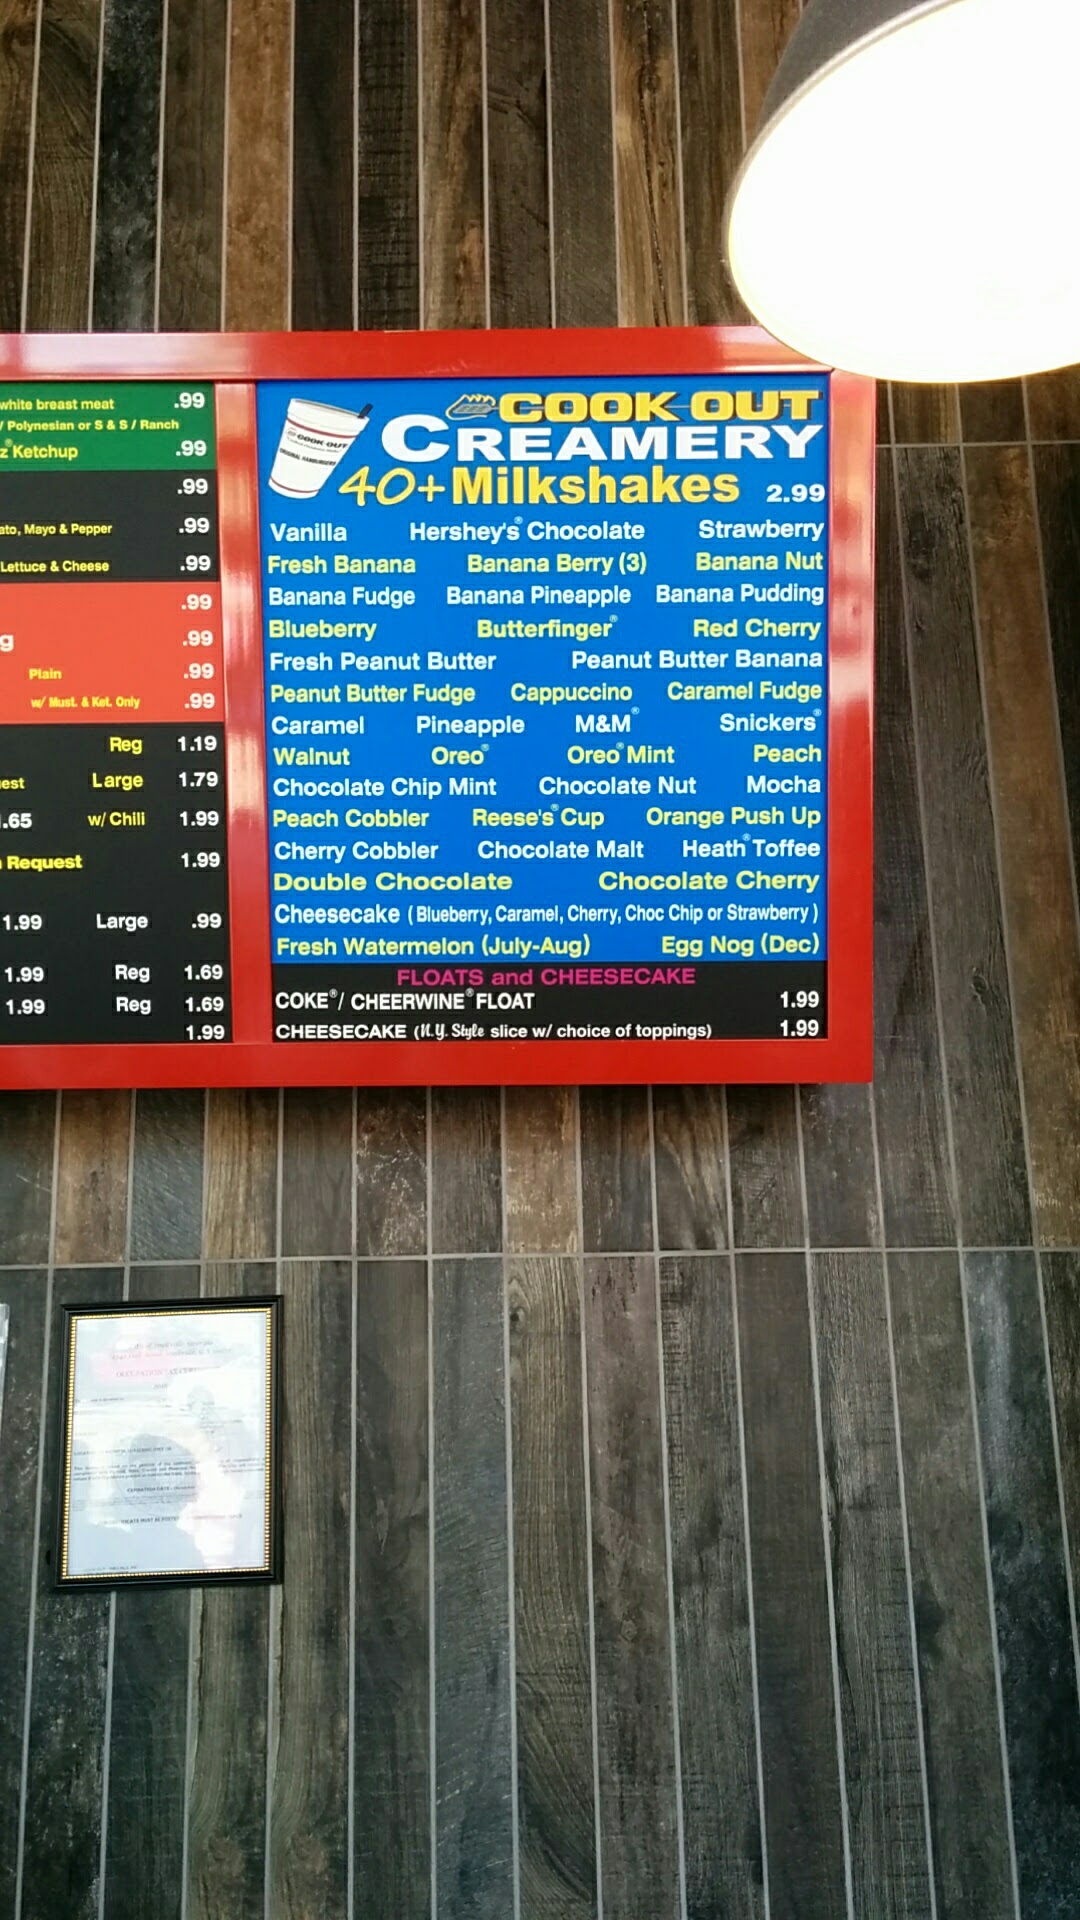 white breast meat .99
/ Polynesian or S & S / Ranch
z® Ketchup .99
.99
ato, Mayo & Pepper .99
Lettuce & Cheese .99
.99
g .99
Plain .99
w/ Must. & Ket. Only .99
Reg 1.19
est Large 1.79
.65 w/ Chili 1.99
Request 1.99
1.99 Large .99
1.99 Reg 1.69
1.99 Reg 1.69
1.99
COOK OUT
CREAMERY
40+ Milkshakes 2.99
Vanilla Hershey's® Chocolate Strawberry
Fresh Banana Banana Berry (3) Banana Nut
Banana Fudge Banana Pineapple Banana Pudding
Blueberry Butterfinger® Red Cherry
Fresh Peanut Butter Peanut Butter Banana
Peanut Butter Fudge Cappuccino Caramel Fudge
Caramel Pineapple M&M® Snickers®
Walnut Oreo® Oreo® Mint Peach
Chocolate Chip Mint Chocolate Nut Mocha
Peach Cobbler Reese's® Cup Orange Push Up
Cherry Cobbler Chocolate Malt Heath® Toffee
Double Chocolate Chocolate Cherry
Cheesecake ( Blueberry, Caramel, Cherry, Choc Chip or Strawberry )
Fresh Watermelon (July-Aug) Egg Nog (Dec)
FLOATS and CHEESECAKE
COKE® / CHEERWINE® FLOAT 1.99
CHEESECAKE (N.Y. Style slice w/ choice of toppings) 1.99
COOK OUT
ORIGINAL HAMBURGERS
EXPIRATION DATE